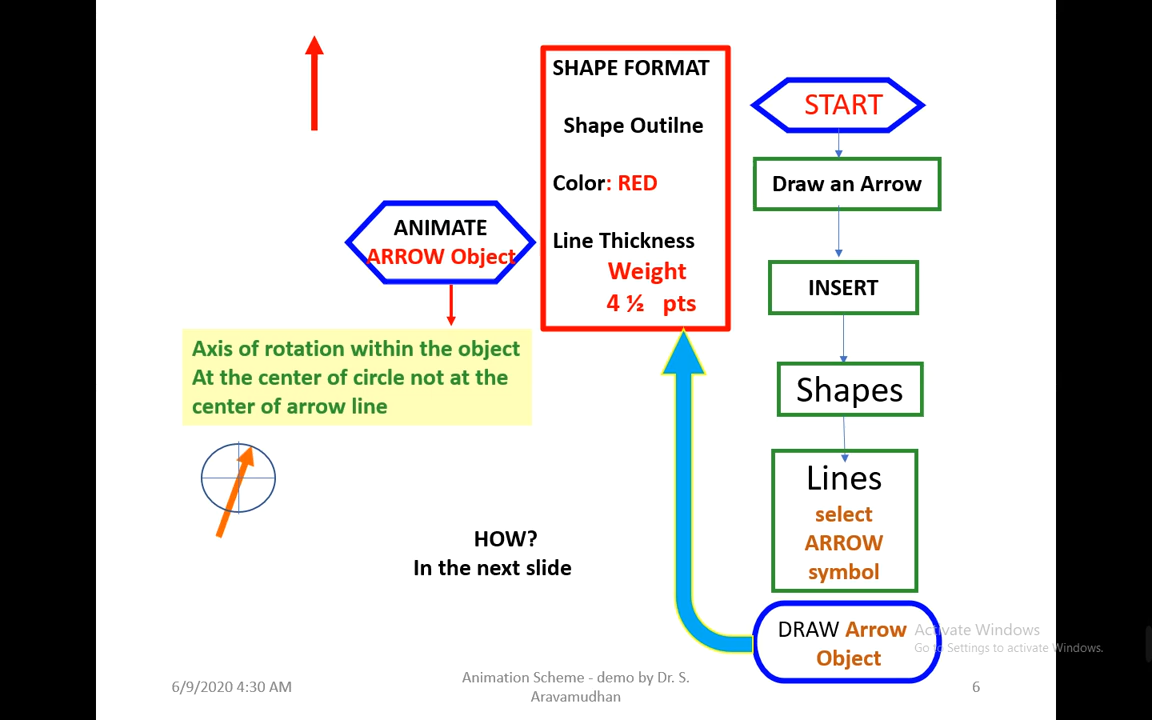 START
Draw an Arrow
INSERT
Shapes
Lines
select
ARROW
symbol
DRAW Arrow
Object
SHAPE FORMAT
Shape Outilne
Color: RED
Line Thickness
Weight
4 ½ pts
ANIMATE
ARROW Object
Axis of rotation within the object
At the center of circle not at the
center of arrow line
HOW?
In the next slide
Activate Windows
Go to Settings to activate Windows.
6/9/2020 4:30 AM
Animation Scheme - demo by Dr. S.
Aravamudhan
6